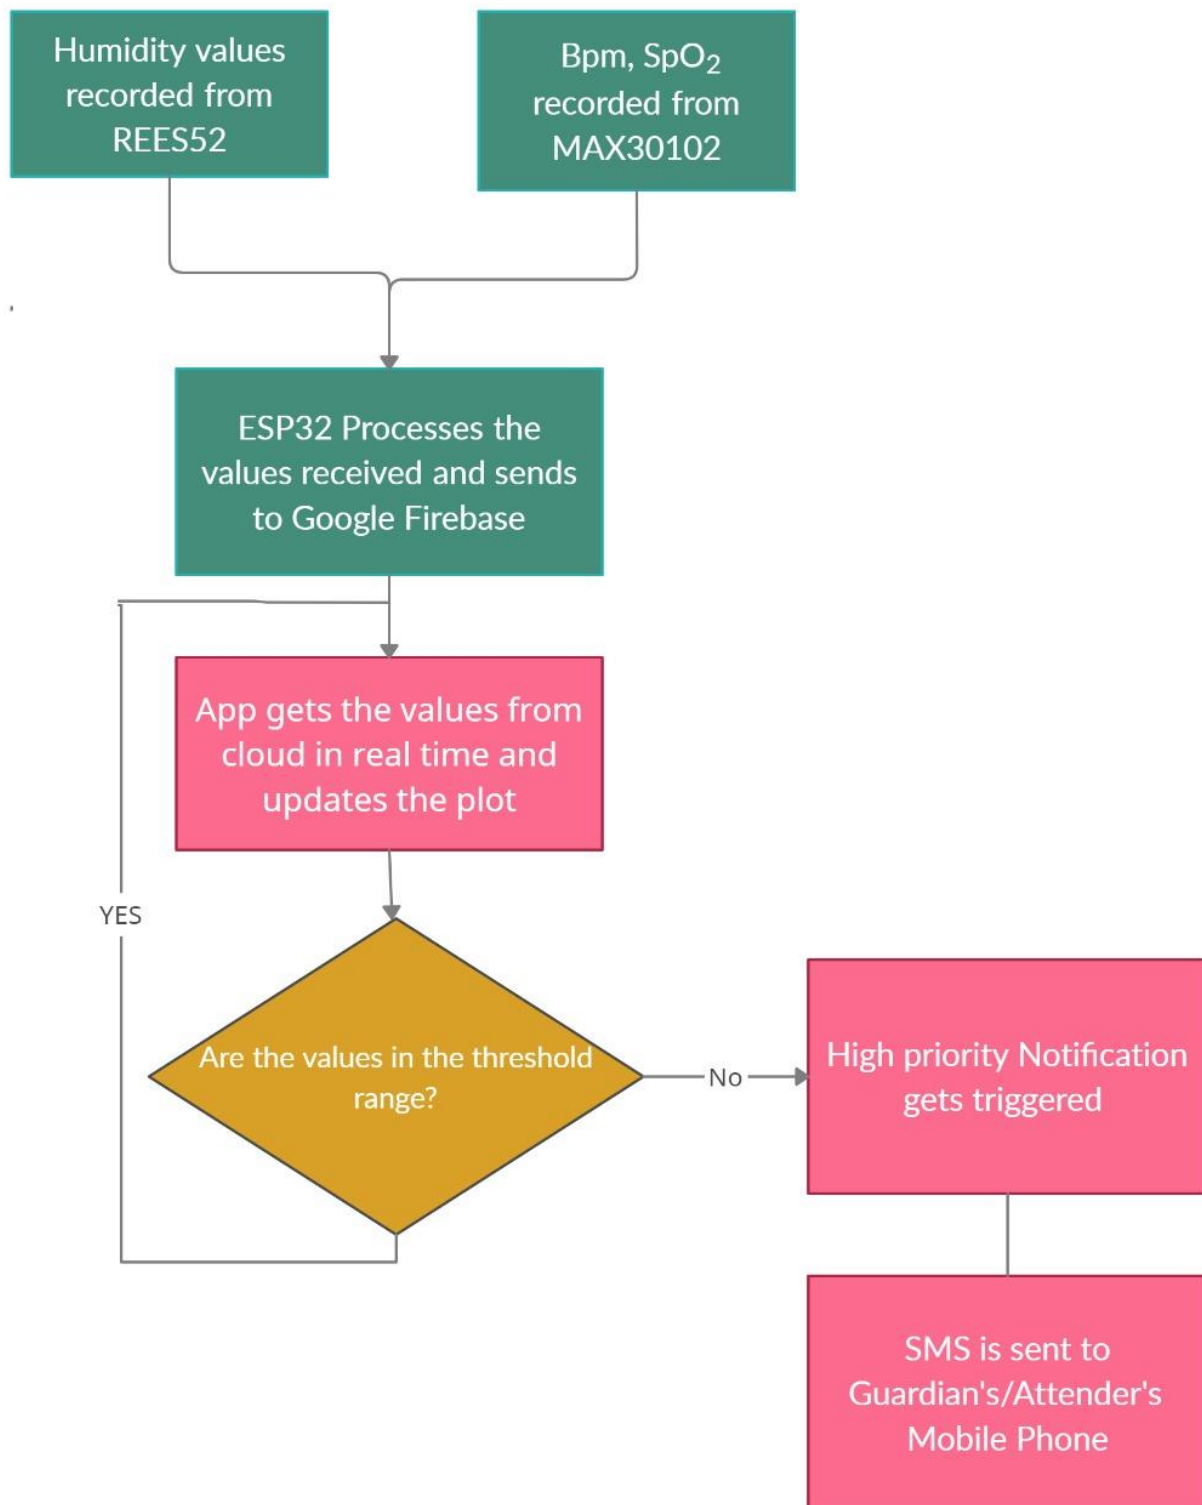 Humidity values
recorded from
REES52
Bpm, SpO₂
recorded from
MAX30102
ESP32 Processes the
values received and sends
to Google Firebase
App gets the values from
cloud in real time and
updates the plot
YES
Are the values in the threshold
range?
No
High priority Notification
gets triggered
SMS is sent to
Guardian's/Attender's
Mobile Phone